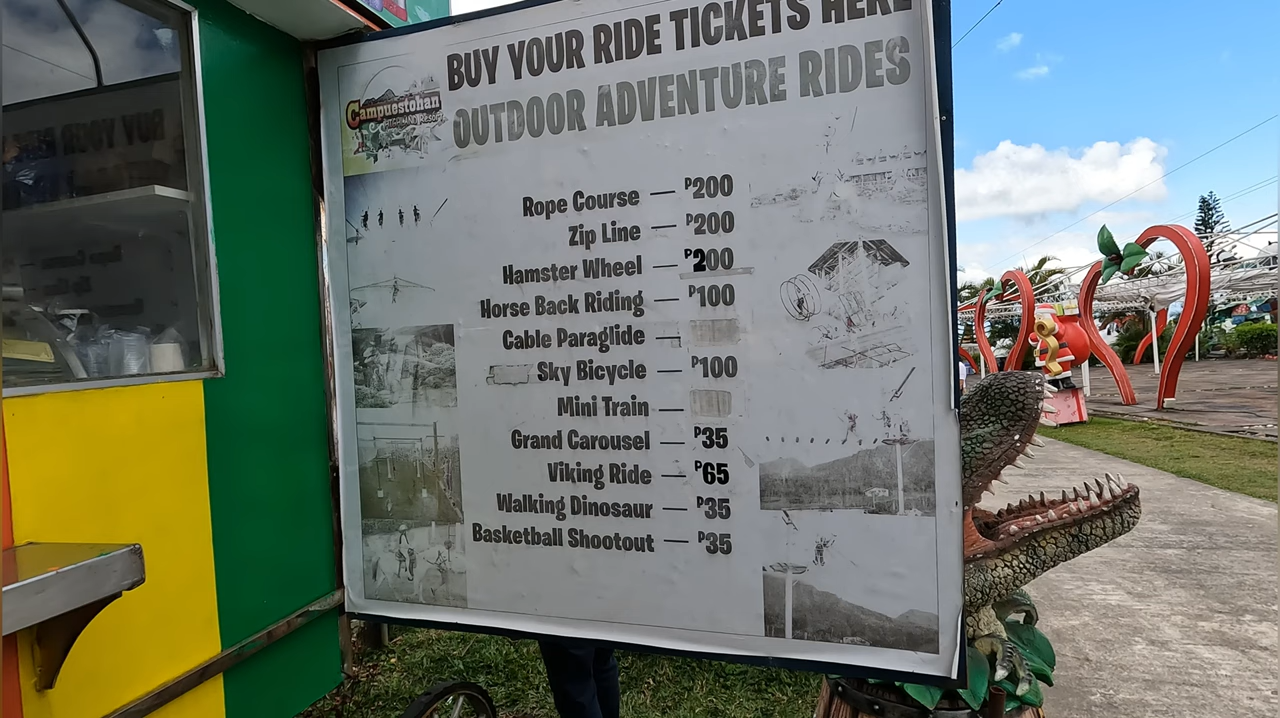 BUY YOUR RIDE TICKETS HERE
OUTDOOR ADVENTURE RIDES
Campuestohan
HIGHLAND RESORT
Rope Course — ₱200
Zip Line — ₱200
Hamster Wheel — ₱200
Horse Back Riding — ₱100
Cable Paraglide —
Sky Bicycle — ₱100
Mini Train —
Grand Carousel — ₱35
Viking Ride — ₱65
Walking Dinosaur — ₱35
Basketball Shootout — ₱35